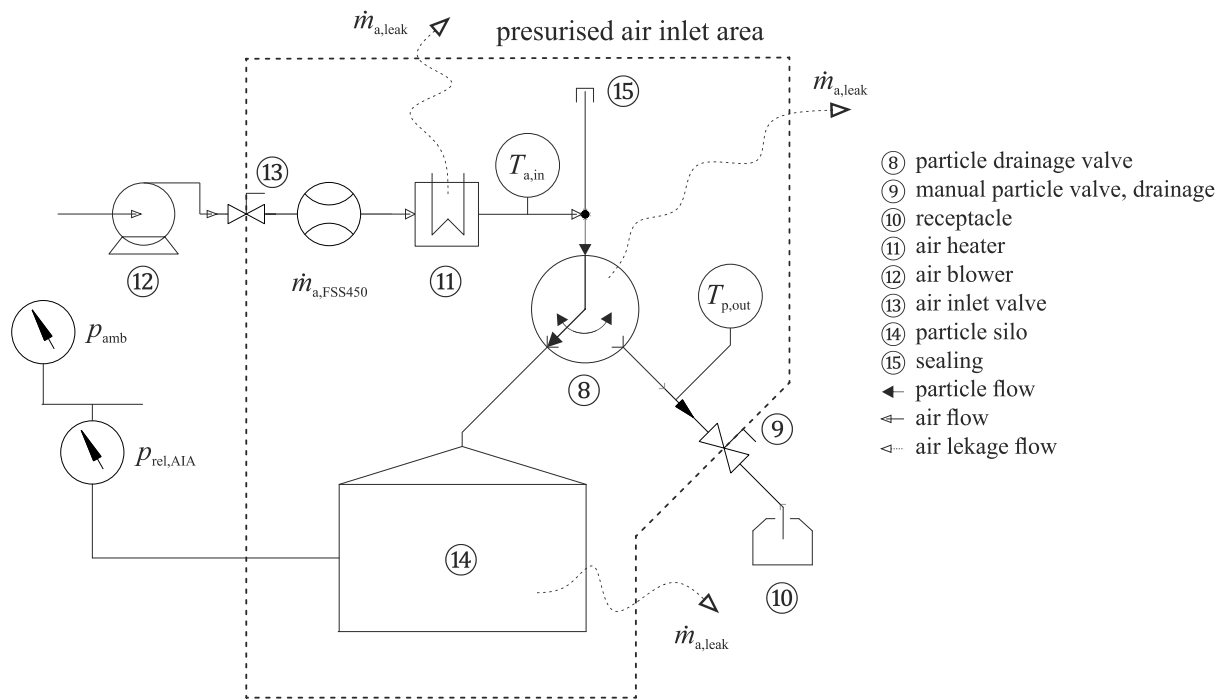 ṁa,leak
presurised air inlet area
ṁa,leak
⑮
Ta,in
⑬
⑧ particle drainage valve
⑨ manual particle valve, drainage
⑩ receptacle
⑪ air heater
⑫ air blower
⑬ air inlet valve
⑭ particle silo
⑮ sealing
particle flow
air flow
air lekage flow
⑫
ṁa,FSS450
⑪
Tp,out
pamb
⑧
⑨
prel,AIA
⑭
⑩
ṁa,leak